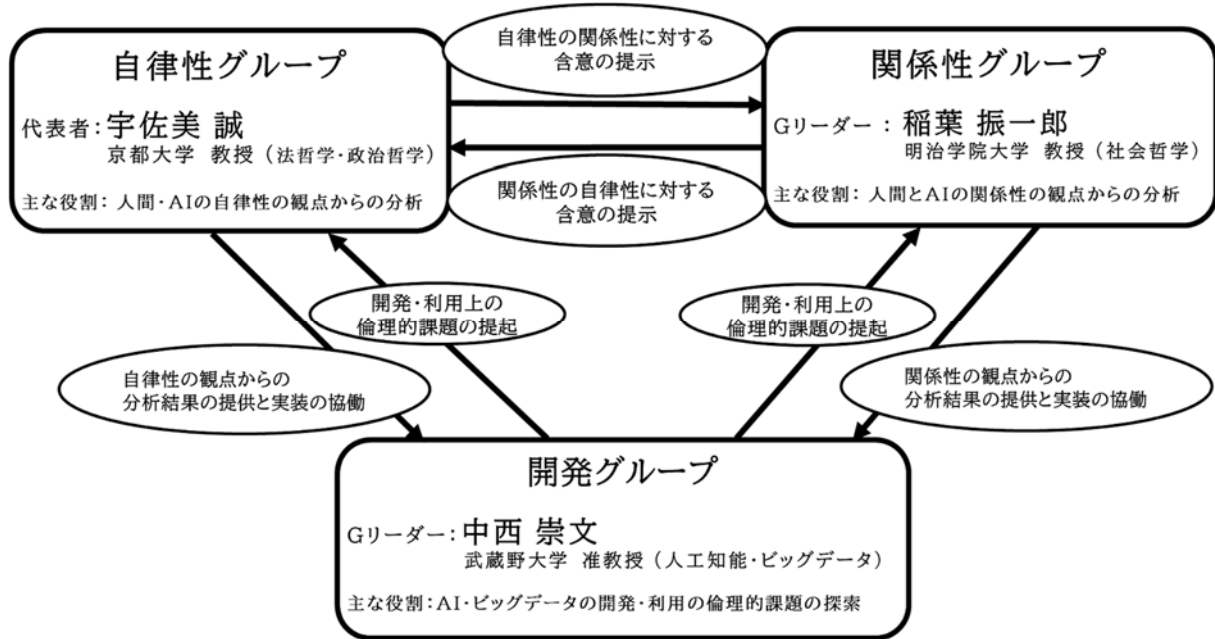 自律性グループ
代表者：宇佐美 誠
京都大学 教授（法哲学・政治哲学）
主な役割：人間・AIの自律性の観点からの分析
自律性の関係性に対する
含意の提示
関係性の自律性に対する
含意の提示
関係性グループ
Gリーダー：稲葉 振一郎
明治学院大学 教授（社会哲学）
主な役割：人間とAIの関係性の観点からの分析
開発・利用上の
倫理的課題の提起
開発・利用上の
倫理的課題の提起
自律性の観点からの
分析結果の提供と実装の協働
関係性の観点からの
分析結果の提供と実装の協働
開発グループ
Gリーダー：中西 崇文
武蔵野大学 准教授（人工知能・ビッグデータ）
主な役割：AI・ビッグデータの開発・利用の倫理的課題の探索